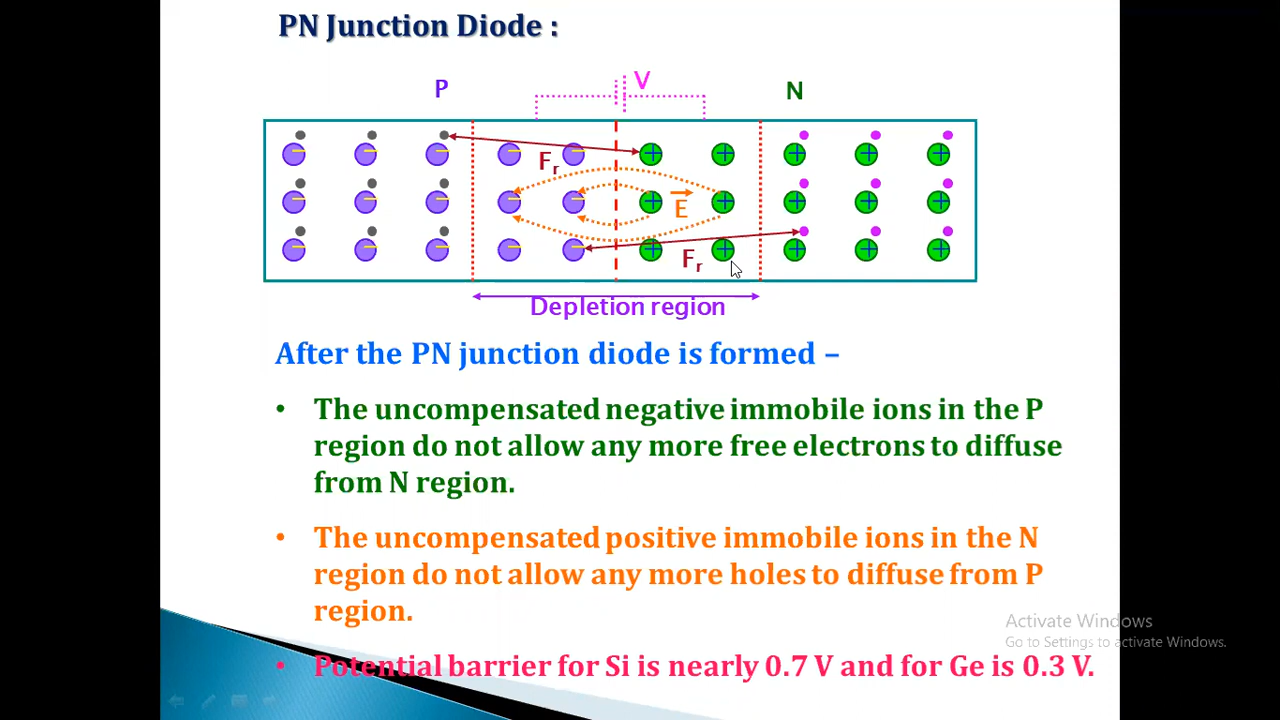 PN Junction Diode :
P
V
N
Fr
E
Fr
Depletion region
After the PN junction diode is formed –
• The uncompensated negative immobile ions in the P
region do not allow any more free electrons to diffuse
from N region.
• The uncompensated positive immobile ions in the N
region do not allow any more holes to diffuse from P
region.
Activate Windows
Go to Settings to activate Windows.
• Potential barrier for Si is nearly 0.7 V and for Ge is 0.3 V.